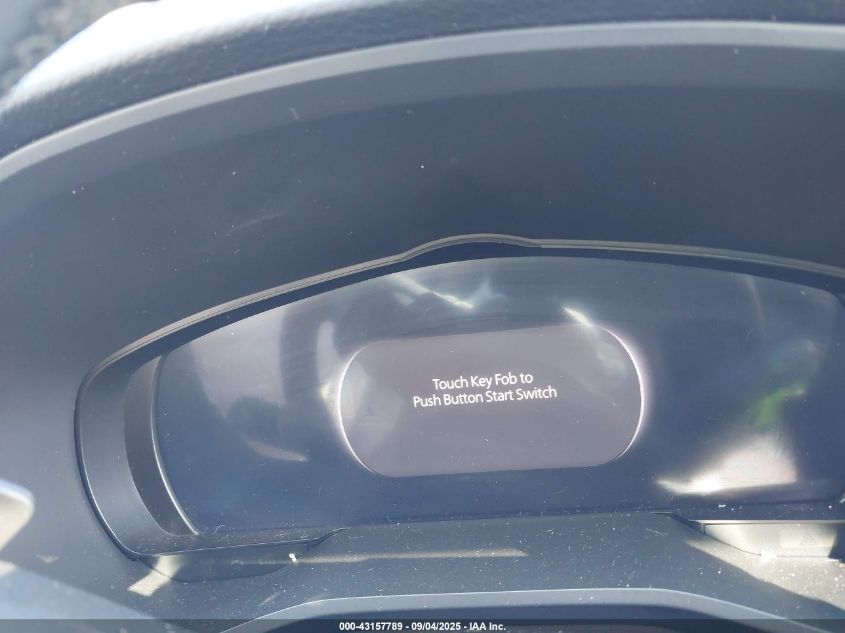 Touch Key Fob to
Push Button Start Switch
000-43157789 - 09/04/2025 - IAA Inc.